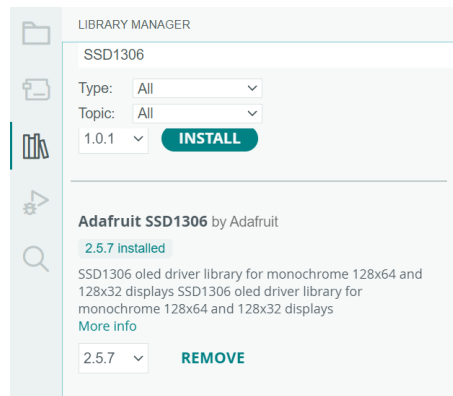 LIBRARY MANAGER
SSD1306
Type: All
Topic: All
1.0.1 INSTALL
Adafruit SSD1306 by Adafruit
2.5.7 installed
SSD1306 oled driver library for monochrome 128x64 and
128x32 displays SSD1306 oled driver library for
monochrome 128x64 and 128x32 displays
More info
2.5.7 REMOVE